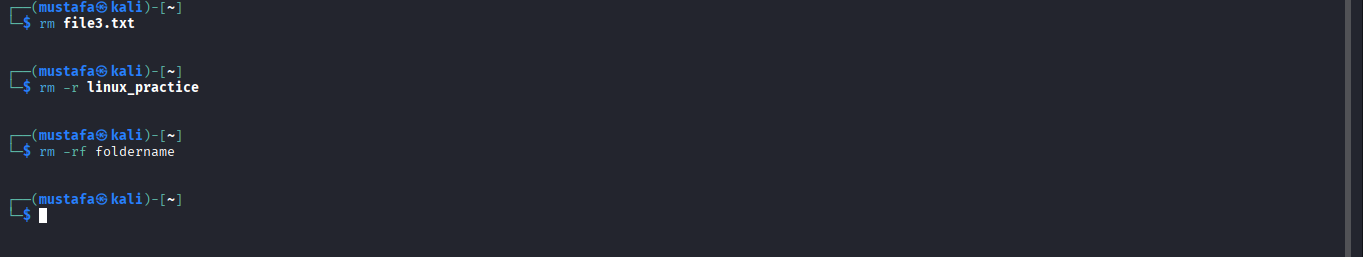 ┌──(mustafa㉿kali)-[~]
└─$ rm file3.txt
┌──(mustafa㉿kali)-[~]
└─$ rm -r linux_practice
┌──(mustafa㉿kali)-[~]
└─$ rm -rf foldername
┌──(mustafa㉿kali)-[~]
└─$